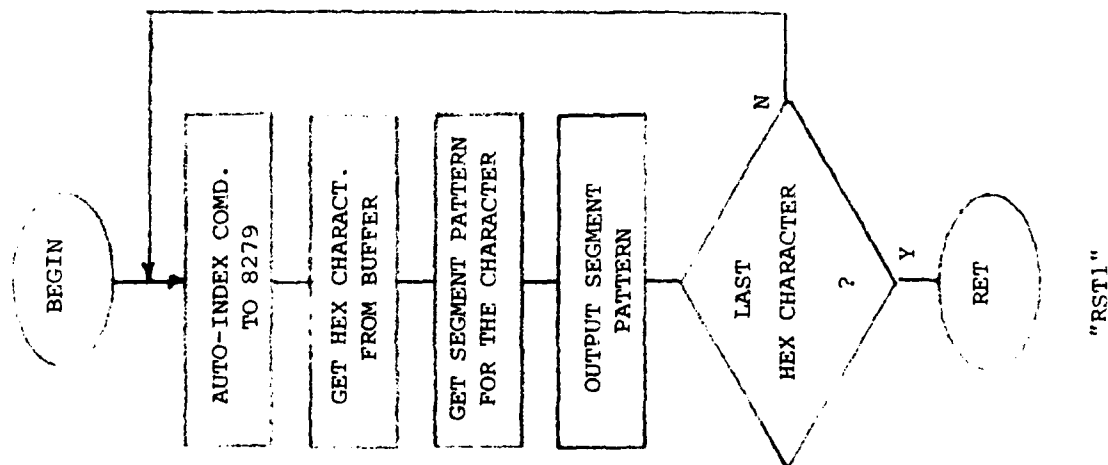 BEGIN
AUTO-INDEX COMD.
TO 8279
GET HEX CHARACT.
FROM BUFFER
GET SEGMENT PATTERN
FOR THE CHARACTER
OUTPUT SEGMENT
PATTERN
LAST
HEX CHARACTER
?
N
Y
RET
"RST1"